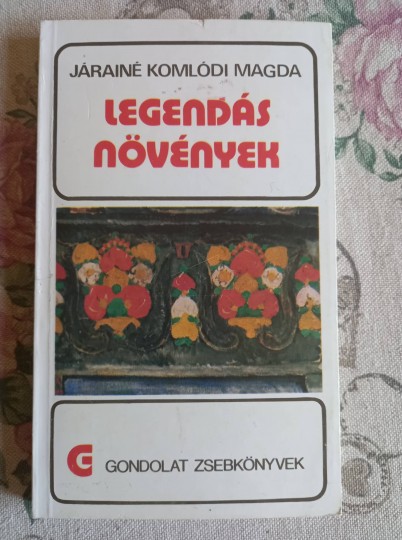 JÁRAINÉ KOMLÓDI MAGDA
LEGENDÁS
NÖVÉNYEK
G GONDOLAT ZSEBKÖNYVEK